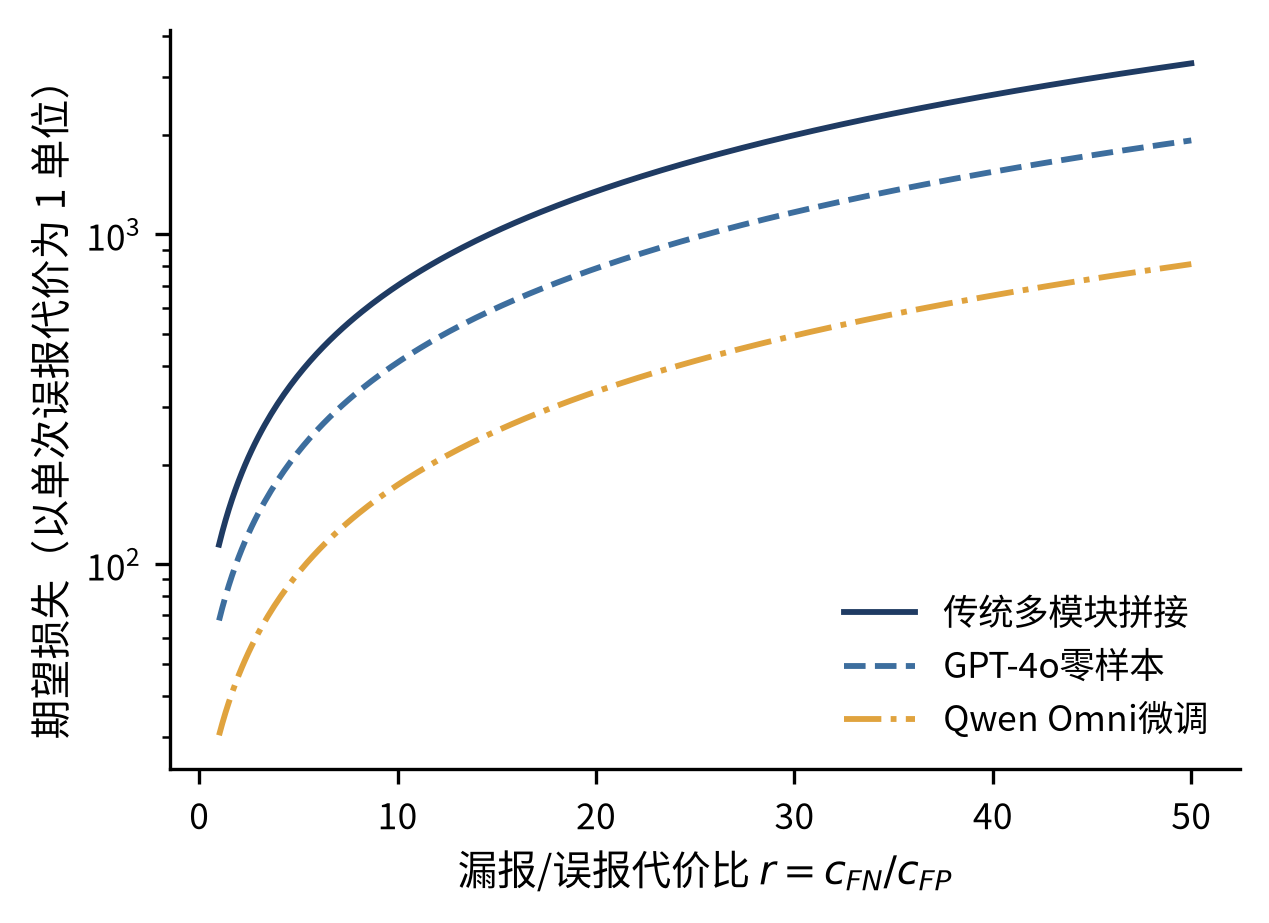 期望损失（以单次误报代价为 1 单位）
10³
10²
0 10 20 30 40 50
漏报/误报代价比 r = c_FN/c_FP
传统多模块拼接
GPT-4o零样本
Qwen Omni微调